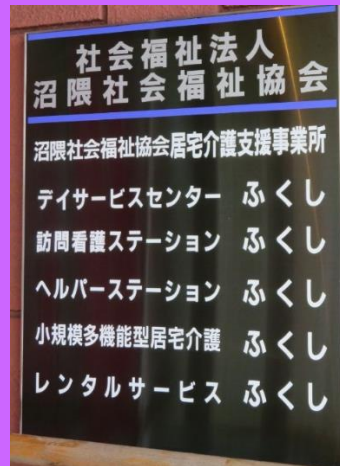 社会福祉法人
沼隈社会福祉協会
沼隈社会福祉協会居宅介護支援事業所
デイサービスセンター ふくし
訪問看護ステーション ふくし
ヘルパーステーション ふくし
小規模多機能型居宅介護 ふくし
レンタルサービス ふくし